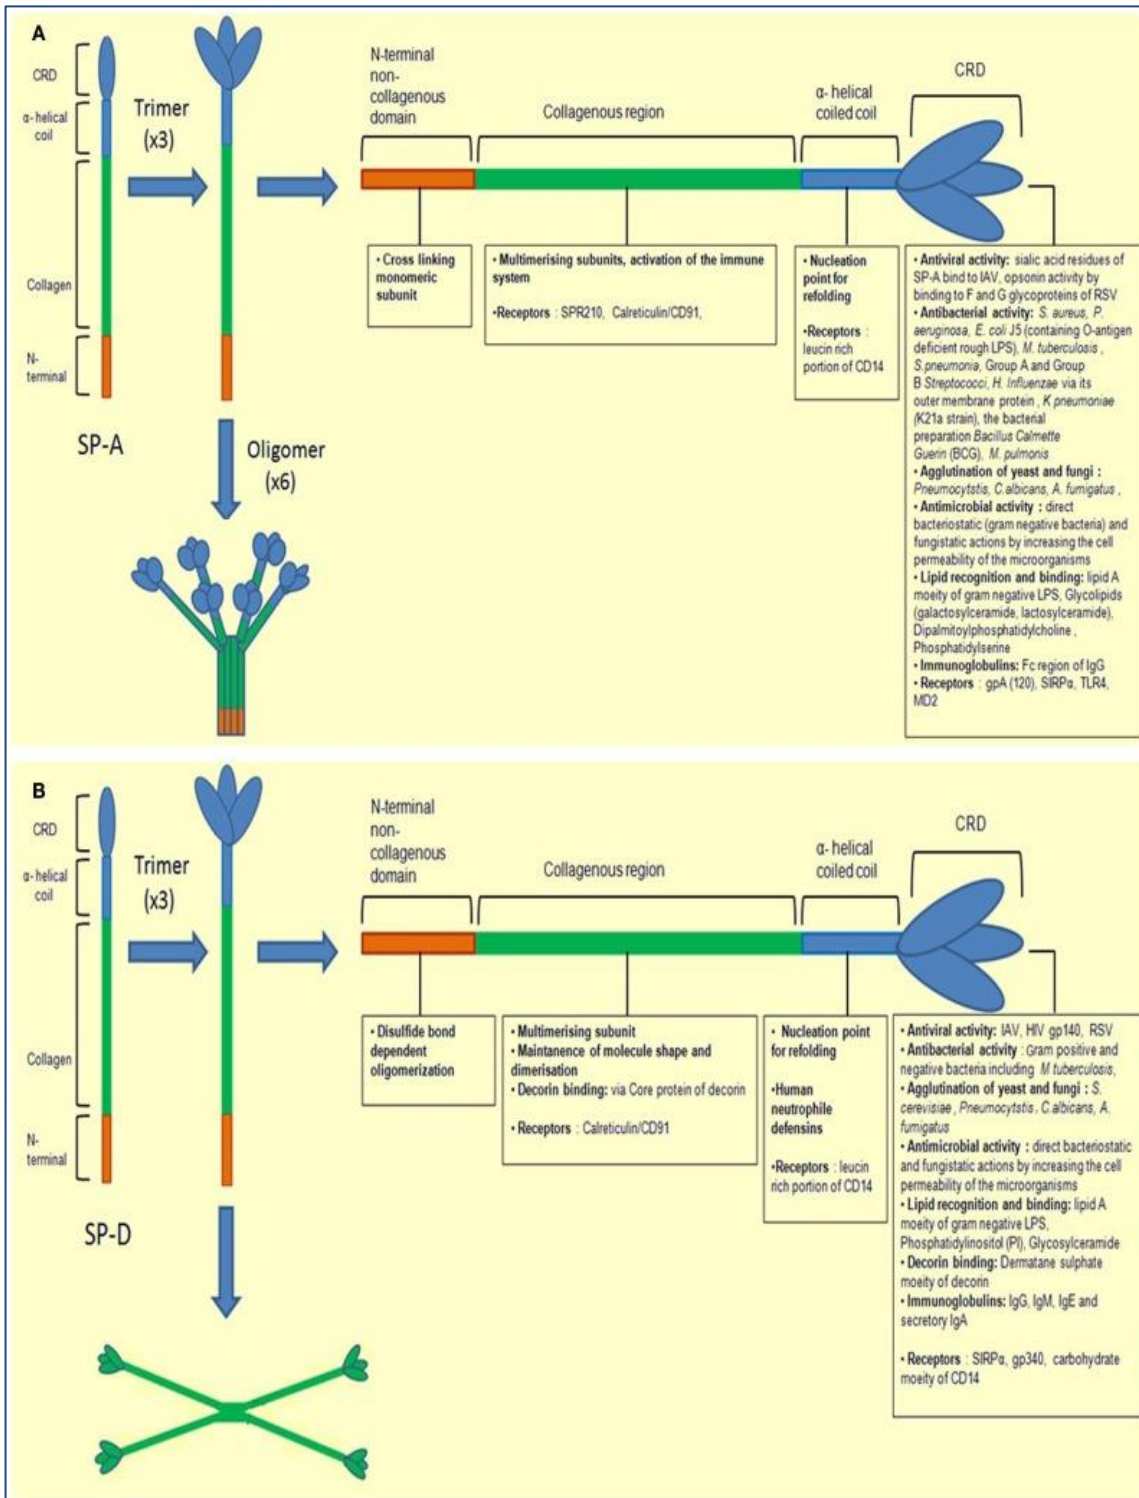 A
CRD
α- helical
coil
Collagen
N-
terminal
SP-A
Trimer
(x3)
Oligomer
(x6)
N-terminal
non-
collagenous
domain
Collagenous region
α- helical
coiled coil
CRD
• Cross linking
monomeric
subunit
• Multimerising subunits, activation of the immune
system
•Receptors : SPR210, Calreticulin/CD91,
• Nucleation
point for
refolding
• Receptors :
leucin rich
portion of CD14
• Antiviral activity: sialic acid residues of
SP-A bind to IAV, opsonin activity by
binding to F and G glycoproteins of RSV
• Antibacterial activity: S. aureus, P.
aeruginosa, E. coli J5 (containing O-antigen
deficient rough LPS), M. tuberculosis ,
S.pneumonia, Group A and Group
B Streptococci, H. Influenzae via its
outer membrane protein , K pneumoniae
(K21a strain), the bacterial
preparation Bacillus Calmette
Guerin (BCG), M. pulmonis
• Agglutination of yeast and fungi :
Pneumocytstis, C.albicans, A. fumigatus ,
• Antimicrobial activity : direct
bacteriostatic (gram negative bacteria) and
fungistatic actions by increasing the cell
permeability of the microorganisms
• Lipid recognition and binding: lipid A
moeity of gram negative LPS, Glycolipids
(galactosylceramide, lactosylceramide),
Dipalmitoylphosphatidylcholine ,
Phosphatidylserine
• Immunoglobulins: Fc region of IgG
• Receptors : gpA (120), SIRPα, TLR4,
MD2
B
CRD
α- helical
coil
Collagen
N-
terminal
SP-D
Trimer
(x3)
N-terminal
non-
collagenous
domain
Collagenous region
α- helical
coiled coil
CRD
• Disulfide bond
dependent
oligomerization
• Multimerising subunit
• Maintanence of molecule shape and
dimerisation
• Decorin binding: via Core protein of decorin
• Receptors : Calreticulin/CD91
• Nucleation point
for refolding
•Human
neutrophile
defensins
•Receptors : leucin
rich portion of CD14
• Antiviral activity: IAV, HIV gp140, RSV
• Antibacterial activity : Gram positive and
negative bacteria including M tuberculosis,
• Agglutination of yeast and fungi : S.
cerevisiae , Pneumocytstis, C.albicans, A.
fumigatus
• Antimicrobial activity : direct bacteriostatic
and fungistatic actions by increasing the cell
permeability of the microorganisms
• Lipid recognition and binding: lipid A
moeity of gram negative LPS,
Phosphatidylinositol (PI), Glycosylceramide
• Decorin binding: Dermatane sulphate
moeity of decorin
• Immunoglobulins: IgG, IgM, IgE and
secretory IgA
• Receptors : SIRPα, gp340, carbohydrate
moeity of CD14